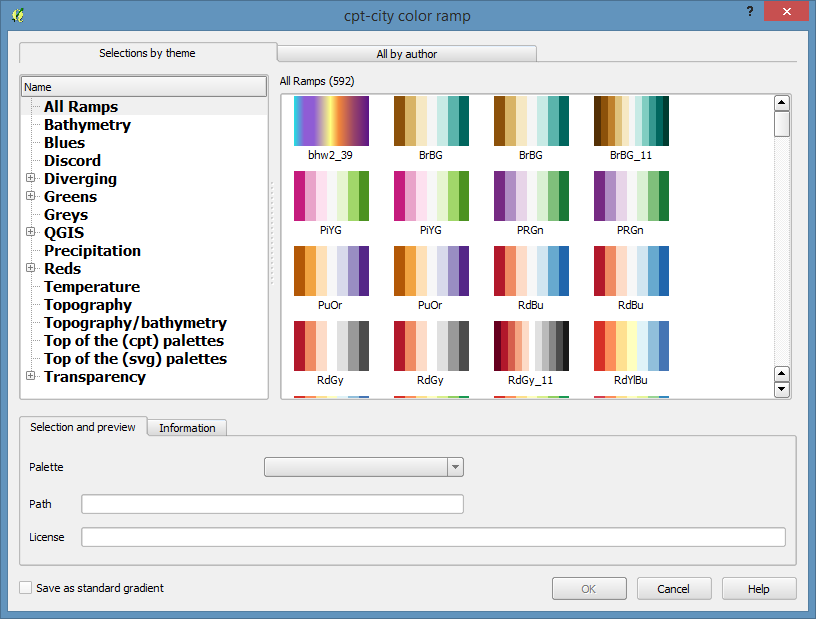 cpt-city color ramp
?
Selections by theme
All by author
Name
All Ramps
Bathymetry
Blues
Discord
Diverging
Greens
Greys
QGIS
Precipitation
Reds
Temperature
Topography
Topography/bathymetry
Top of the (cpt) palettes
Top of the (svg) palettes
Transparency
All Ramps (592)
bhw2_39 BrBG BrBG BrBG_11
PiYG PiYG PRGn PRGn
PuOr PuOr RdBu RdBu
RdGy RdGy RdGy_11 RdYlBu
Selection and preview
Information
Palette
Path
License
Save as standard gradient
OK Cancel Help